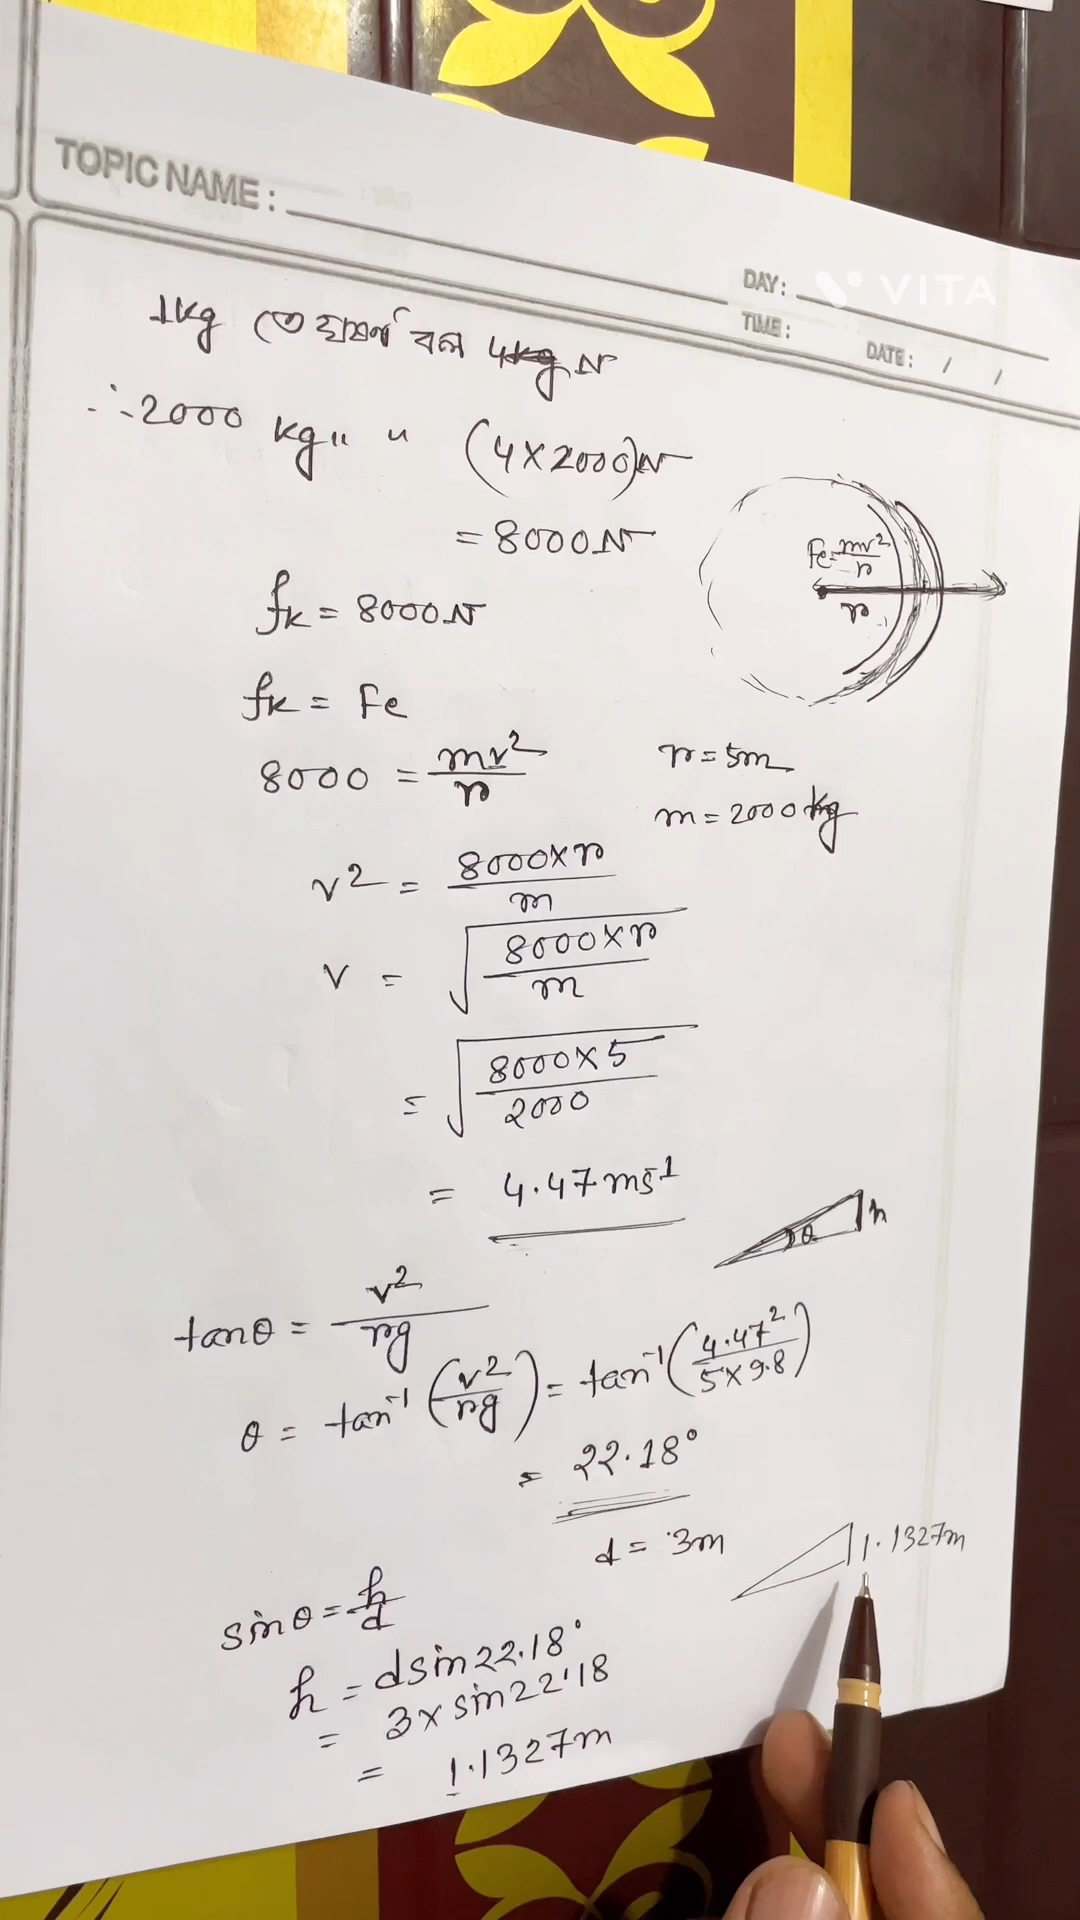 TOPIC NAME :
DAY :
VITA
TIME :
DATE : / /
1kg তে ঘর্ষণ বল 4 N
∴ 2000 kg " " (4×2000)N
= 8000N
Fc = mv²/r
r
fk = 8000N
fk = Fc
8000 = mv²/r
r = 5m
m = 2000kg
v² = 8000×r/m
v = √(8000×r/m)
= √(8000×5/2000)
= 4.47ms⁻¹
θ h
tanθ = v²/rg
θ = tan⁻¹(v²/rg) = tan⁻¹(4.47²/5×9.8)
= 22.18°
d = 3m
1.1327m
sinθ = h/d
h = dsin22.18°
= 3×sin22.18
= 1.1327m